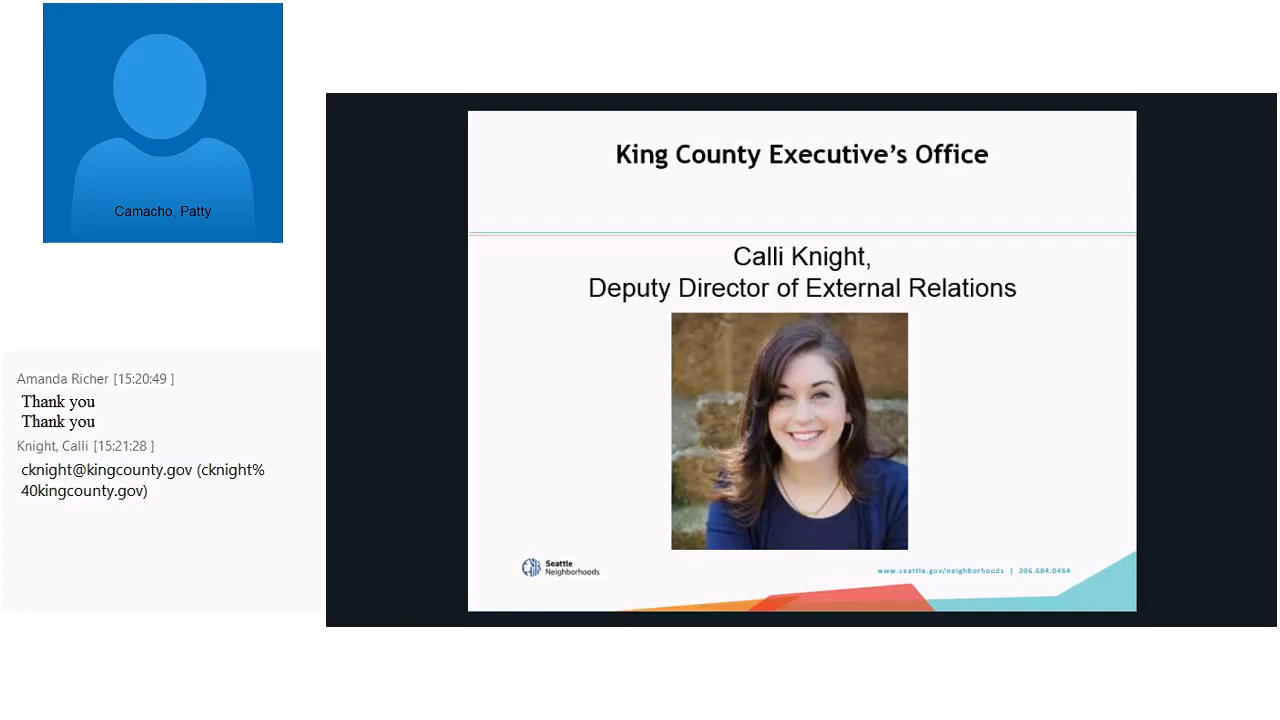 Camacho, Patty
Amanda Richer [15:20:49 ]
Thank you
Thank you
Knight, Calli [15:21:28 ]
cknight@kingcounty.gov (cknight%
40kingcounty.gov)
King County Executive's Office
Calli Knight,
Deputy Director of External Relations
Seattle
Neighborhoods
www.seattle.gov/neighborhoods | 206.684.0464